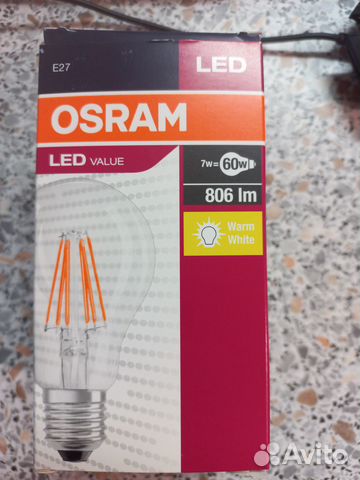 E27
LED
OSRAM
LED VALUE
7W=60W
806 lm
Warm
White
Avito